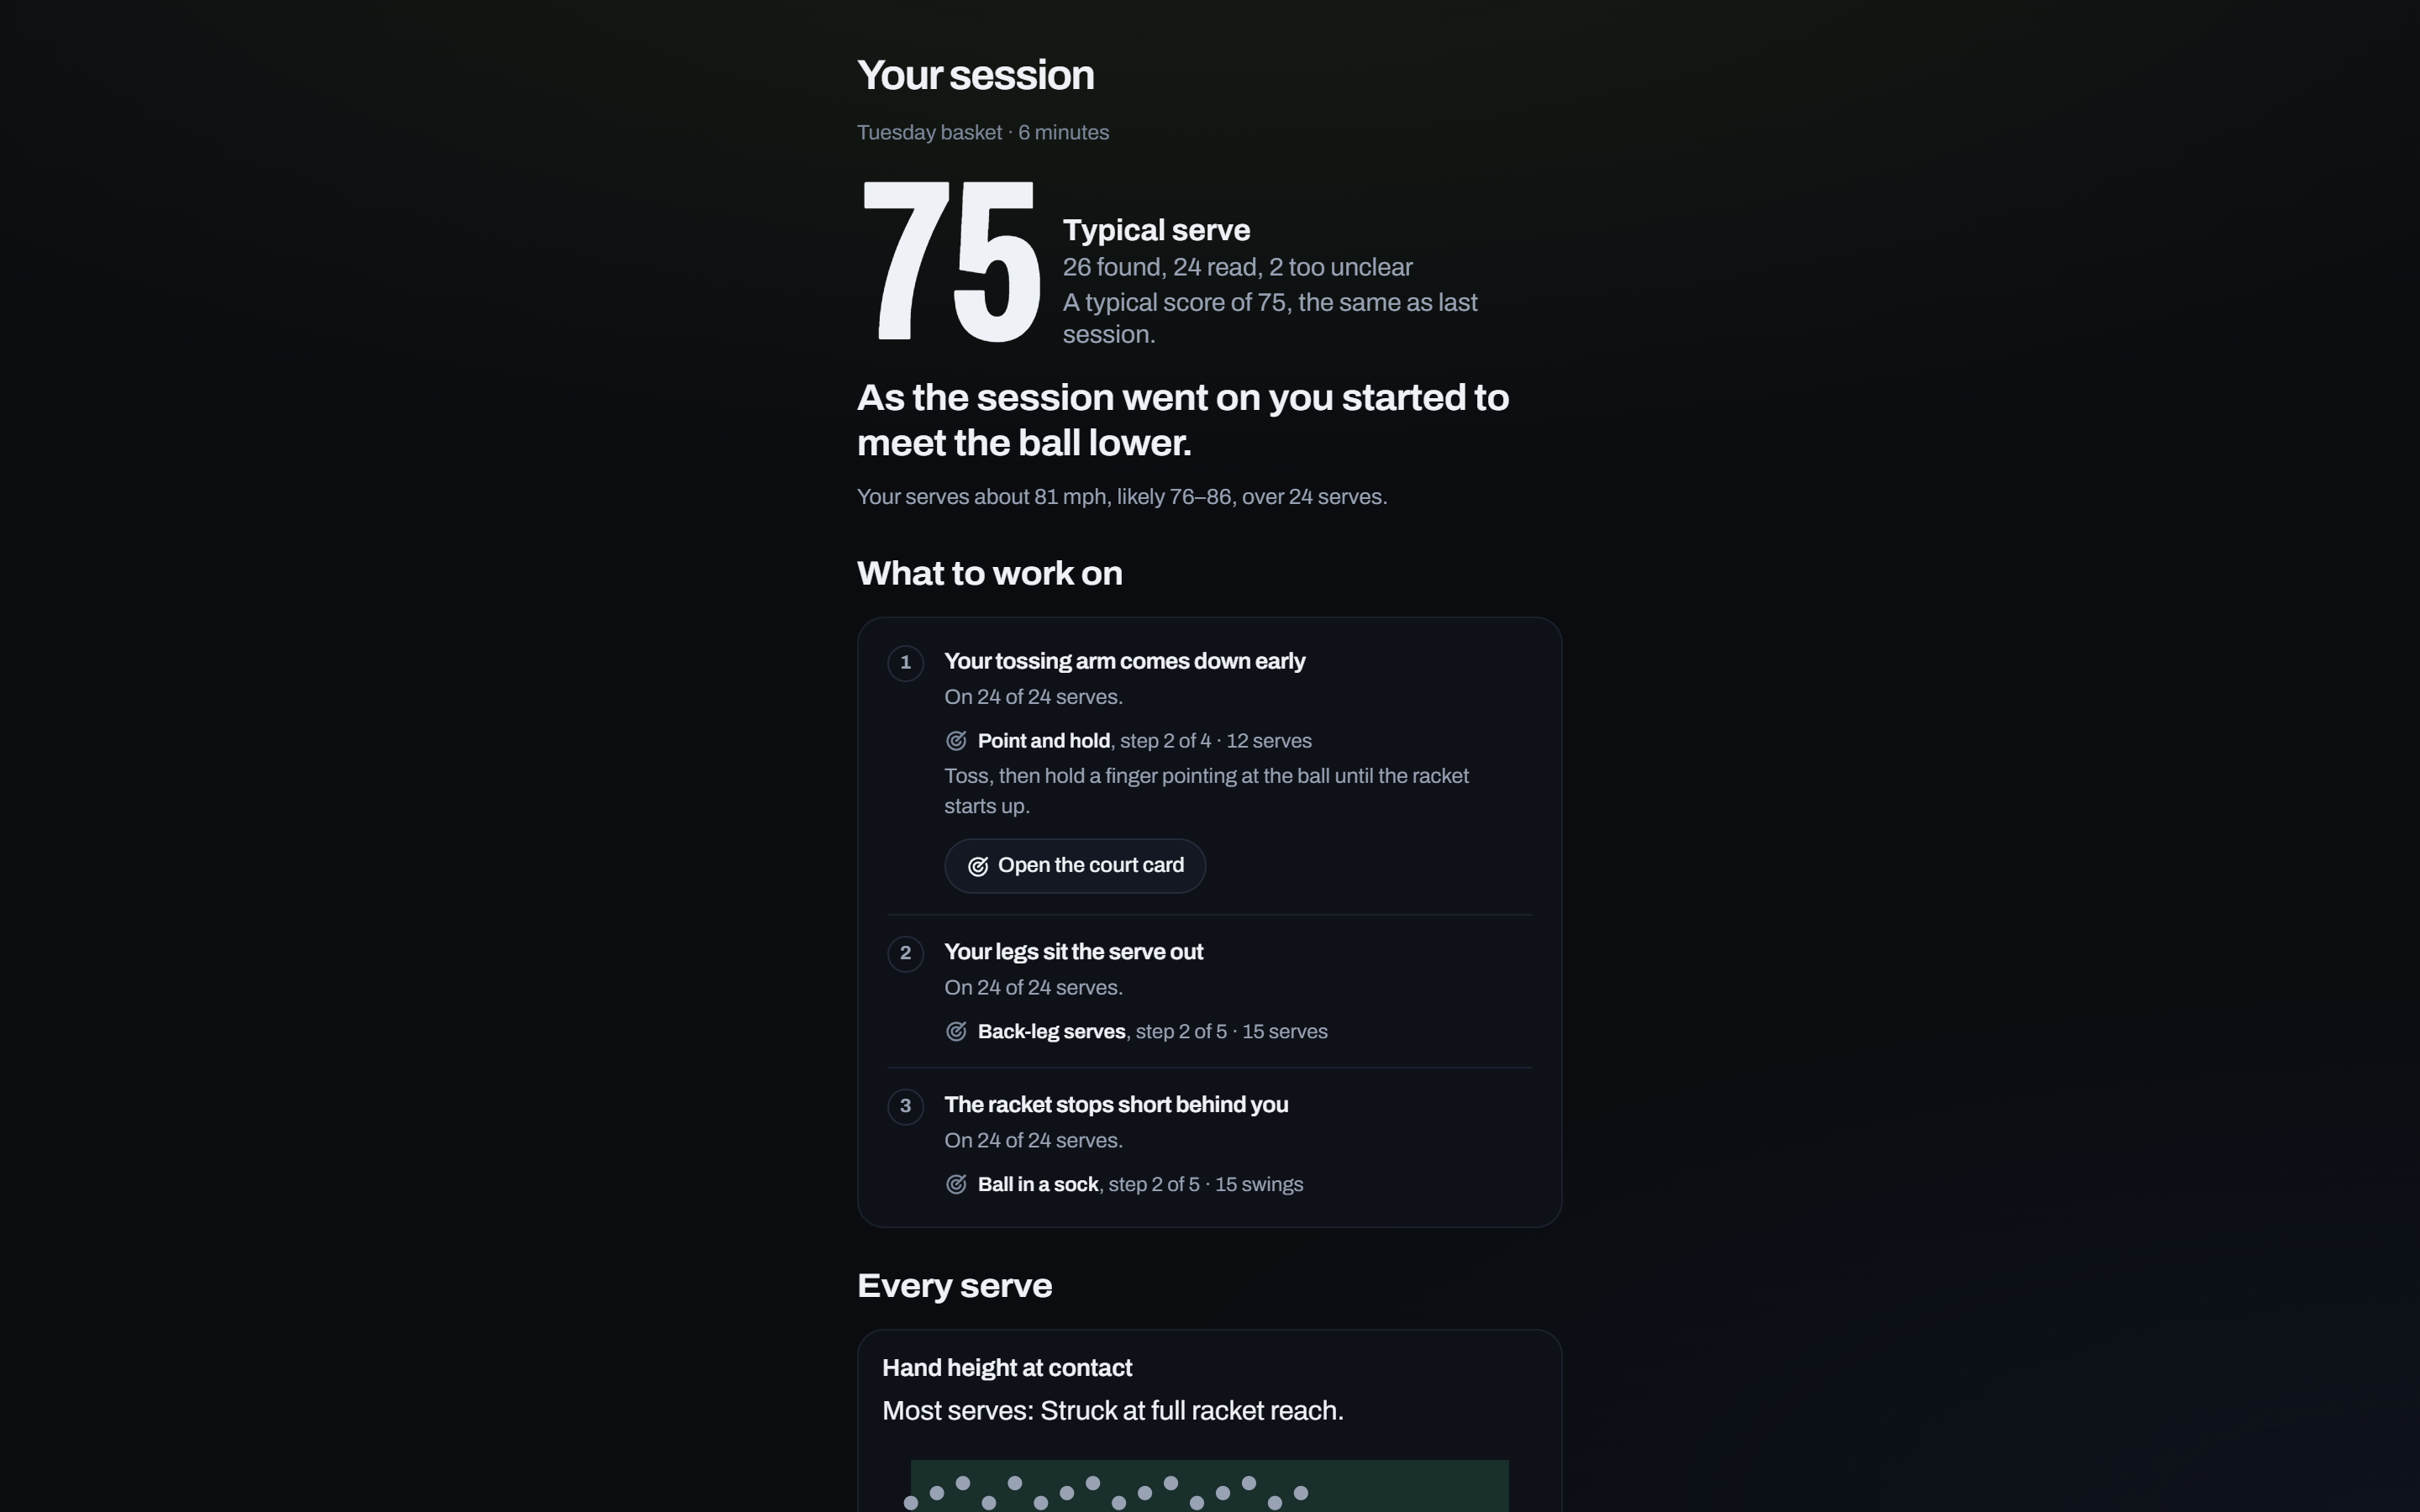 Your session
Tuesday basket · 6 minutes
75
Typical serve
26 found, 24 read, 2 too unclear
A typical score of 75, the same as last
session.
As the session went on you started to
meet the ball lower.
Your serves about 81 mph, likely 76–86, over 24 serves.
What to work on
1
Your tossing arm comes down early
On 24 of 24 serves.
Point and hold, step 2 of 4 · 12 serves
Toss, then hold a finger pointing at the ball until the racket
starts up.
Open the court card
2
Your legs sit the serve out
On 24 of 24 serves.
Back-leg serves, step 2 of 5 · 15 serves
3
The racket stops short behind you
On 24 of 24 serves.
Ball in a sock, step 2 of 5 · 15 swings
Every serve
Hand height at contact
Most serves: Struck at full racket reach.